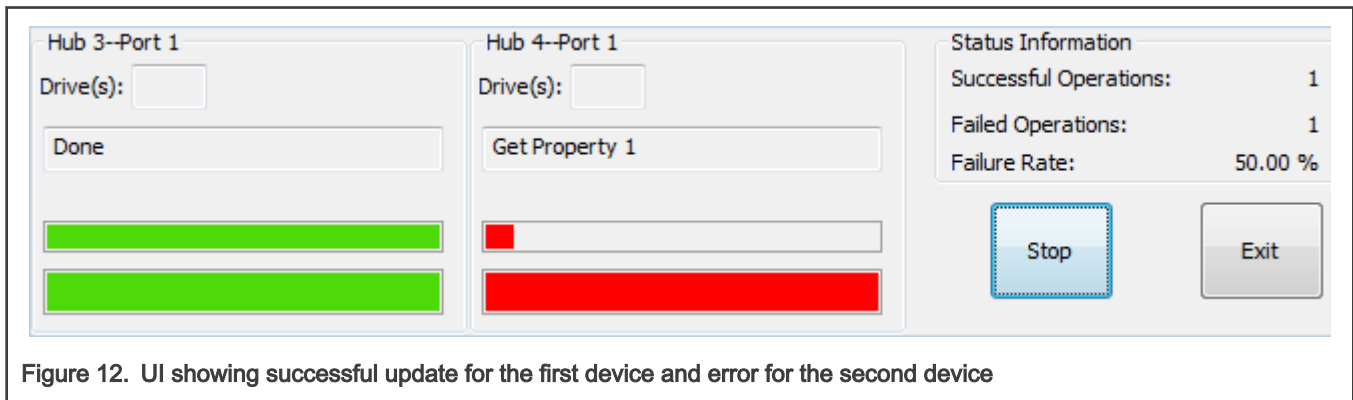 Hub 3--Port 1
Drive(s):
Done
Hub 4--Port 1
Drive(s):
Get Property 1
Status Information
Successful Operations: 1
Failed Operations: 1
Failure Rate: 50.00 %
Stop
Exit
Figure 12. UI showing successful update for the first device and error for the second device